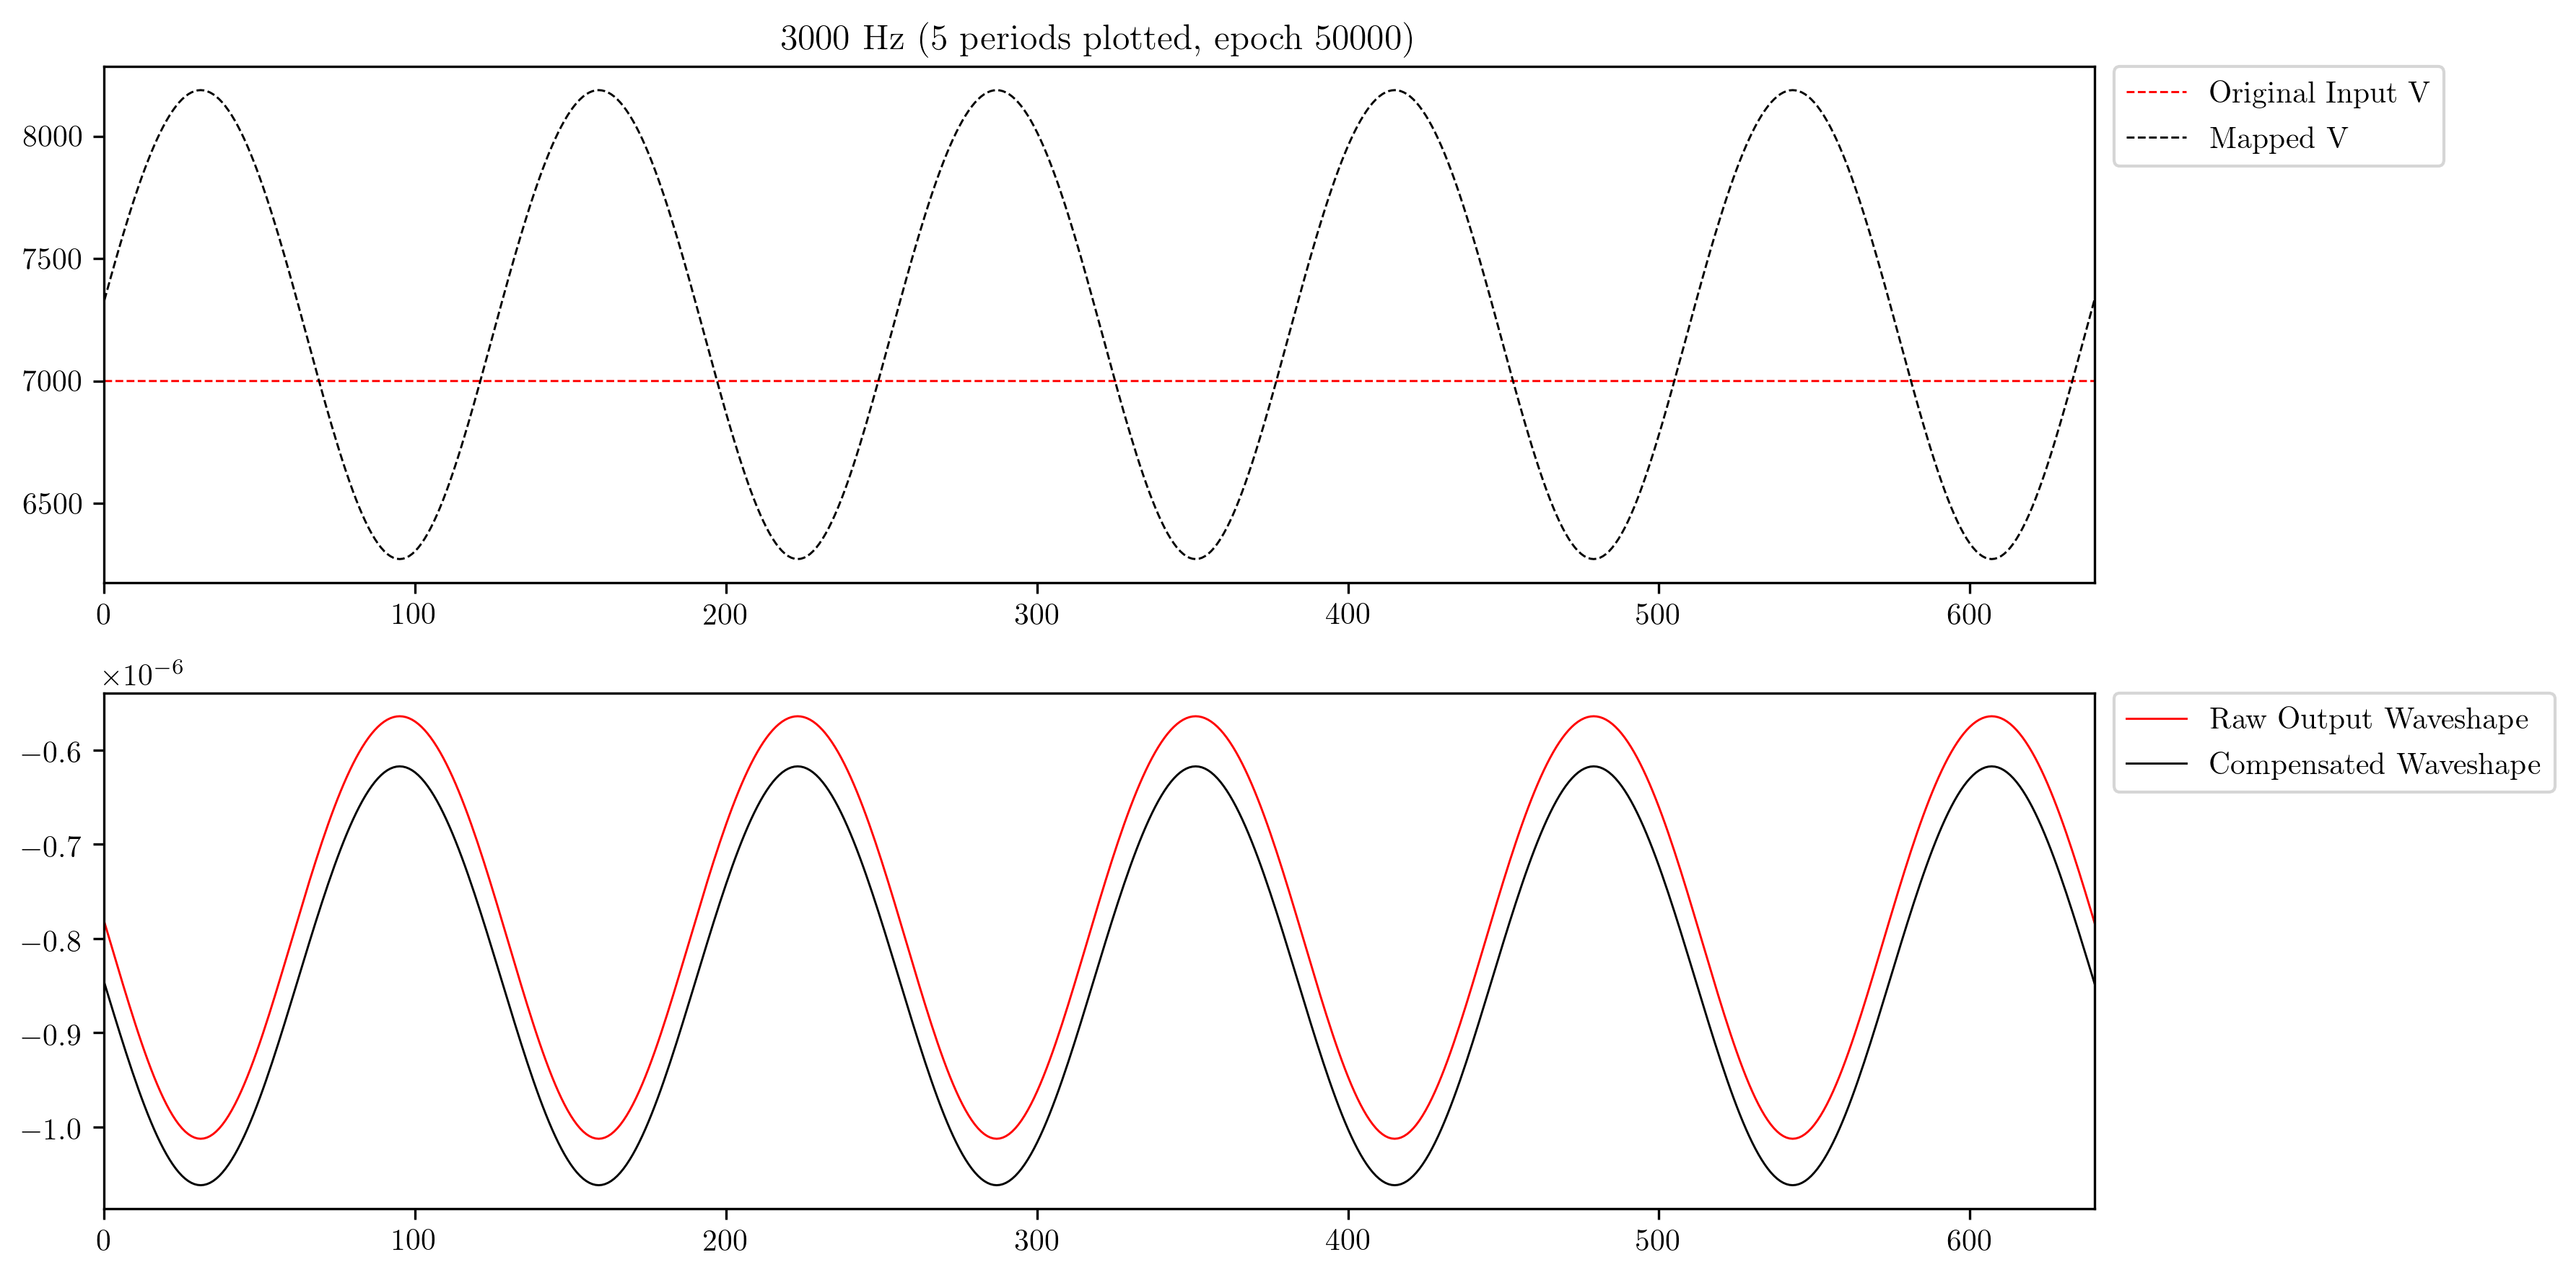 3000 Hz (5 periods plotted, epoch 50000)
8000
7500
7000
6500
0 100 200 300 400 500 600
Original Input V
Mapped V
×10⁻⁶
−0.6
−0.7
−0.8
−0.9
−1.0
0 100 200 300 400 500 600
Raw Output Waveshape
Compensated Waveshape